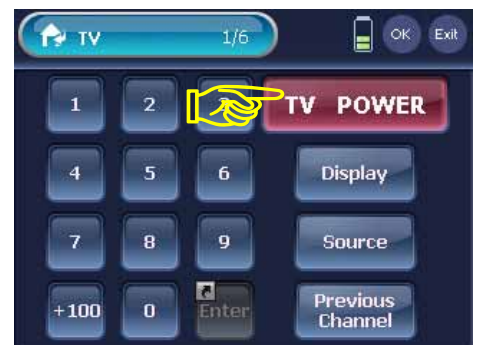 TV 1/6 OK Exit
1 2 TV POWER
4 5 6 Display
7 8 9 Source
+100 0 Enter Previous
Channel